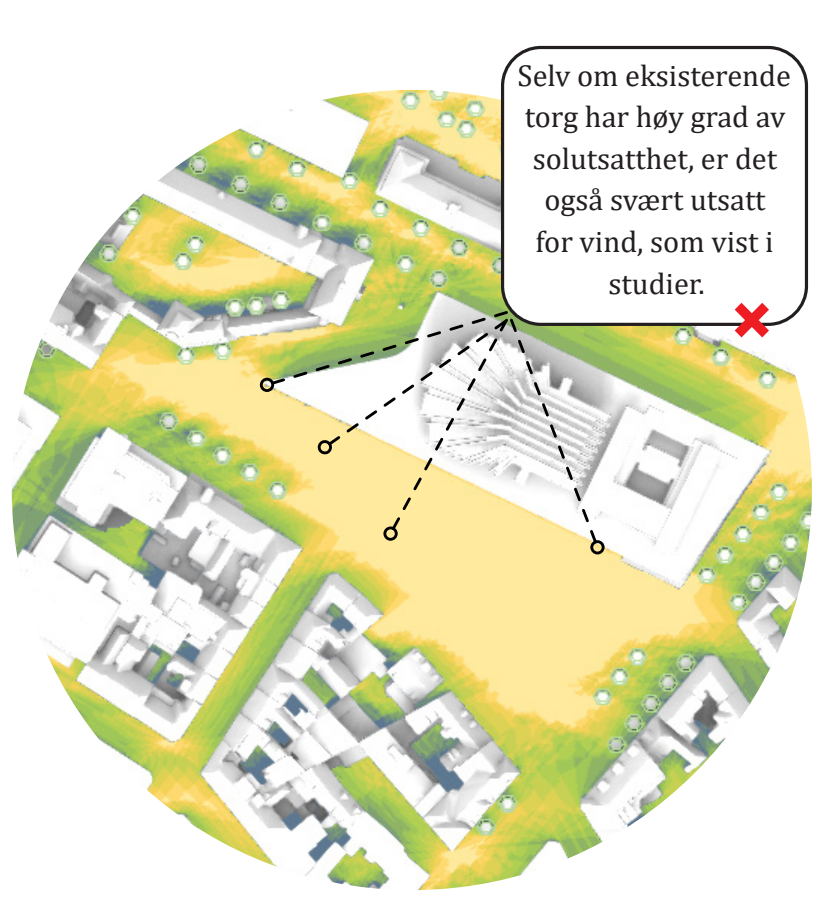 Selv om eksisterende
torg har høy grad av
solutsatthet, er det
også svært utsatt
for vind, som vist i
studier.